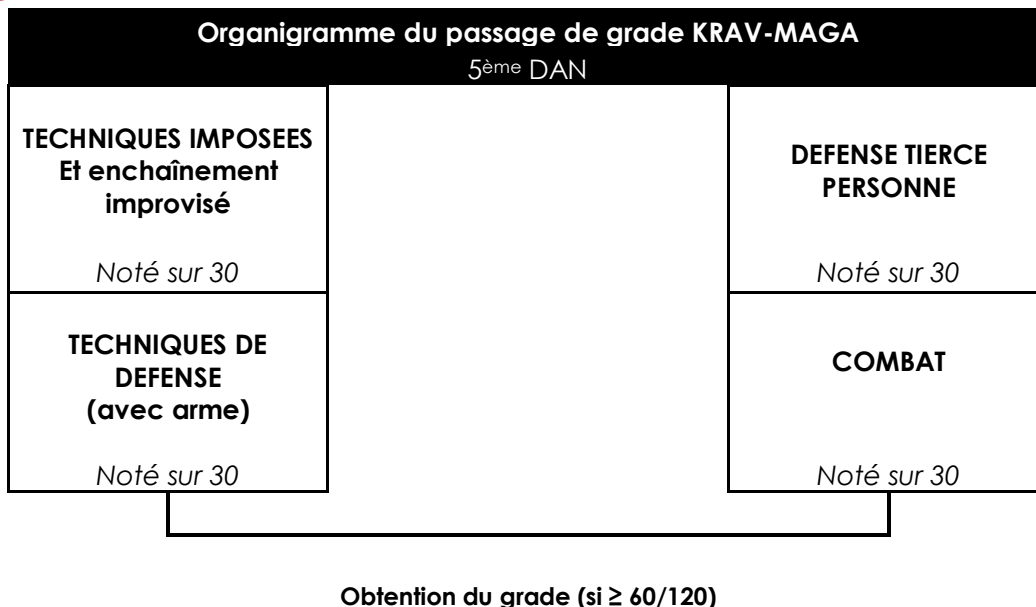 Organigramme du passage de grade KRAV-MAGA
5ème DAN
TECHNIQUES IMPOSEES
Et enchaînement
improvisé
Noté sur 30
TECHNIQUES DE
DEFENSE
(avec arme)
Noté sur 30
DEFENSE TIERCE
PERSONNE
Noté sur 30
COMBAT
Noté sur 30
Obtention du grade (si ≥ 60/120)